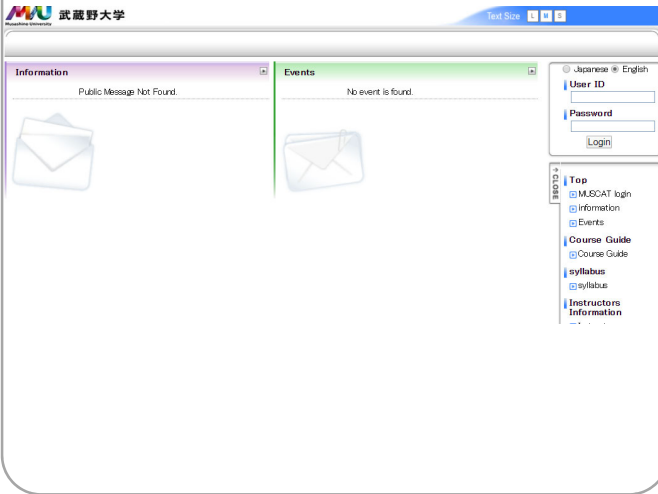 MU 武蔵野大学
Musashino University
Text Size L M S
Information
Public Message Not Found.
Events
No event is found.
Japanese English
User ID
Password
Login
CLOSE
Top
MUSCAT login
information
Events
Course Guide
Course Guide
syllabus
syllabus
Instructors
Information